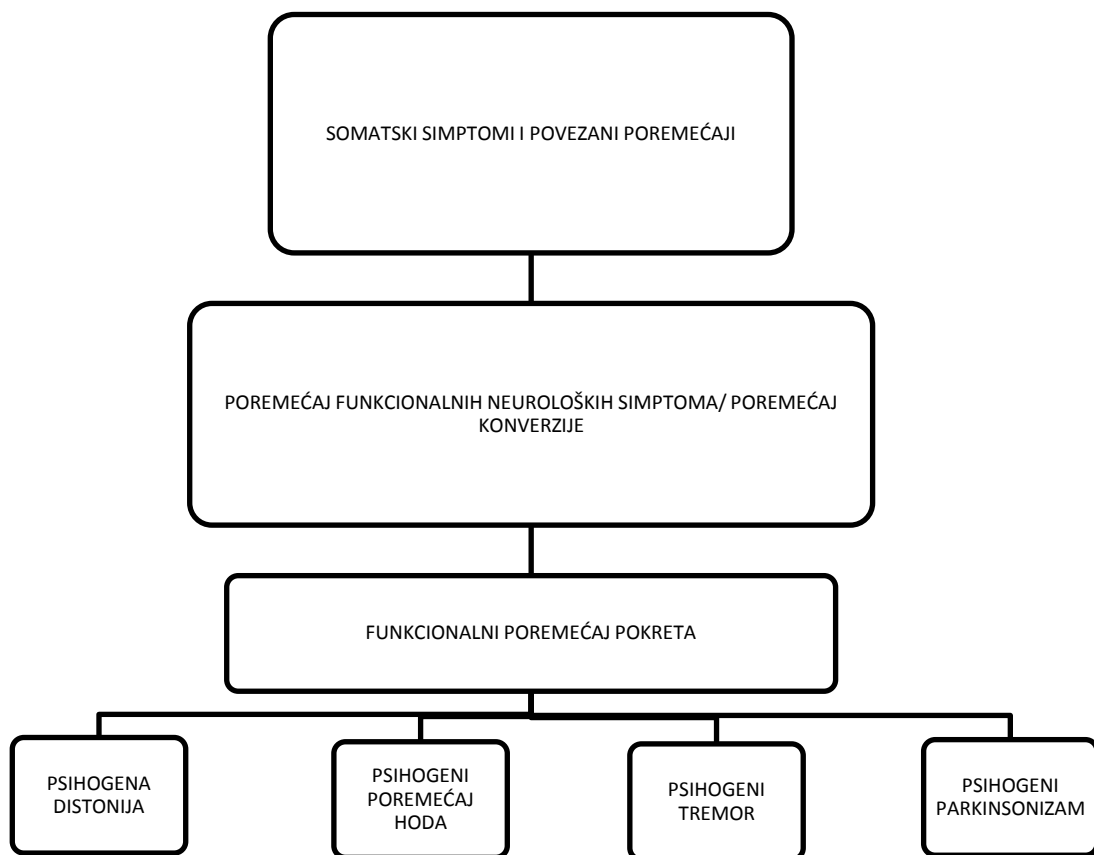 SOMATSKI SIMPTOMI I POVEZANI POREMEĆAJI
POREMEĆAJ FUNKCIONALNIH NEUROLOŠKIH SIMPTOMA/ POREMEĆAJ
KONVERZIJE
FUNKCIONALNI POREMEĆAJ POKRETA
PSIHOGENA
DISTONIJA
PSIHOGENI
POREMEĆAJ
HODA
PSIHOGENI
TREMOR
PSIHOGENI
PARKINSONIZAM